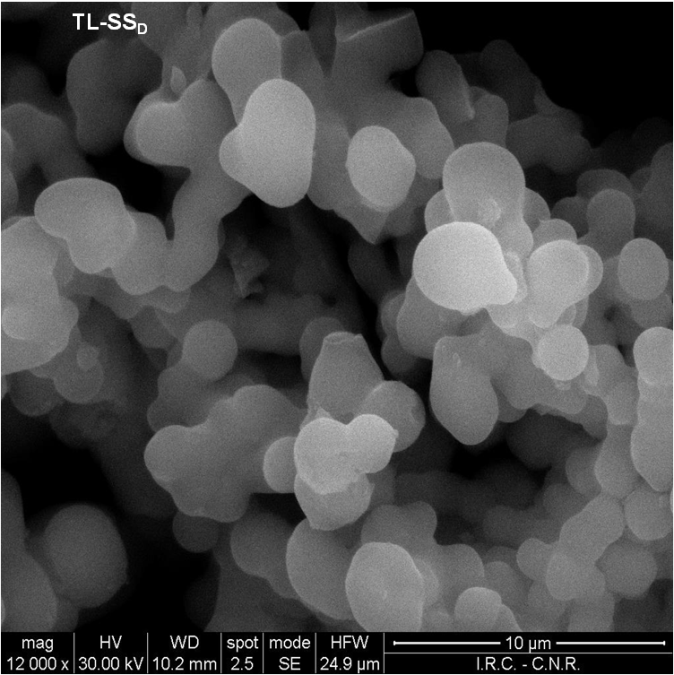 TL-SSD
mag HV WD spot mode HFW 10 µm
12 000 x 30.00 kV 10.2 mm 2.5 SE 24.9 µm I.R.C. - C.N.R.